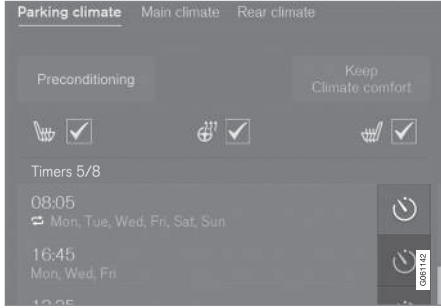 Parking climate Main climate Rear climate
Preconditioning
Keep
Climate comfort
Timers 5/8
08:05
Mon, Tue, Wed, Fri, Sat, Sun
16:45
Mon, Wed, Fri
G061142